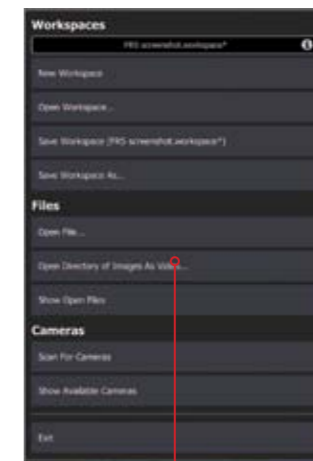 Workspaces
FRS screenshot.workspace*
New Workspace
Open Workspace...
Save Workspace (FRS screenshot.workspace*)
Save Workspace As...
Files
Open File...
Open Directory of Images As Video...
Show Open Files
Cameras
Scan For Cameras
Show Available Cameras
Exit